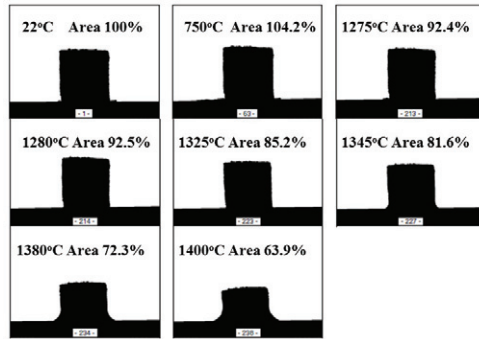 22°C Area 100%
750°C Area 104.2%
1275°C Area 92.4%
- 1 -
- 63 -
- 213 -
1280°C Area 92.5%
1325°C Area 85.2%
1345°C Area 81.6%
- 214 -
- 223 -
- 227 -
1380°C Area 72.3%
1400°C Area 63.9%
- 234 -